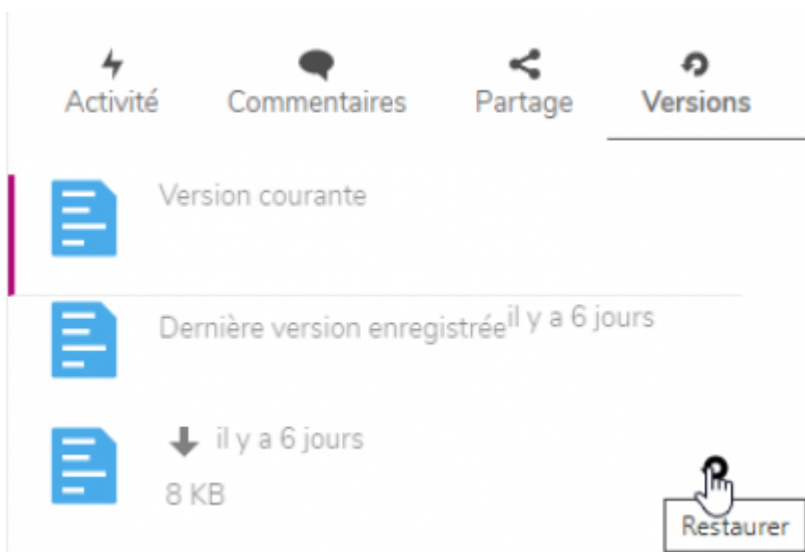 Activité Commentaires Partage Versions
Version courante
Dernière version enregistrée il y a 6 jours
il y a 6 jours
8 KB
Restaurer